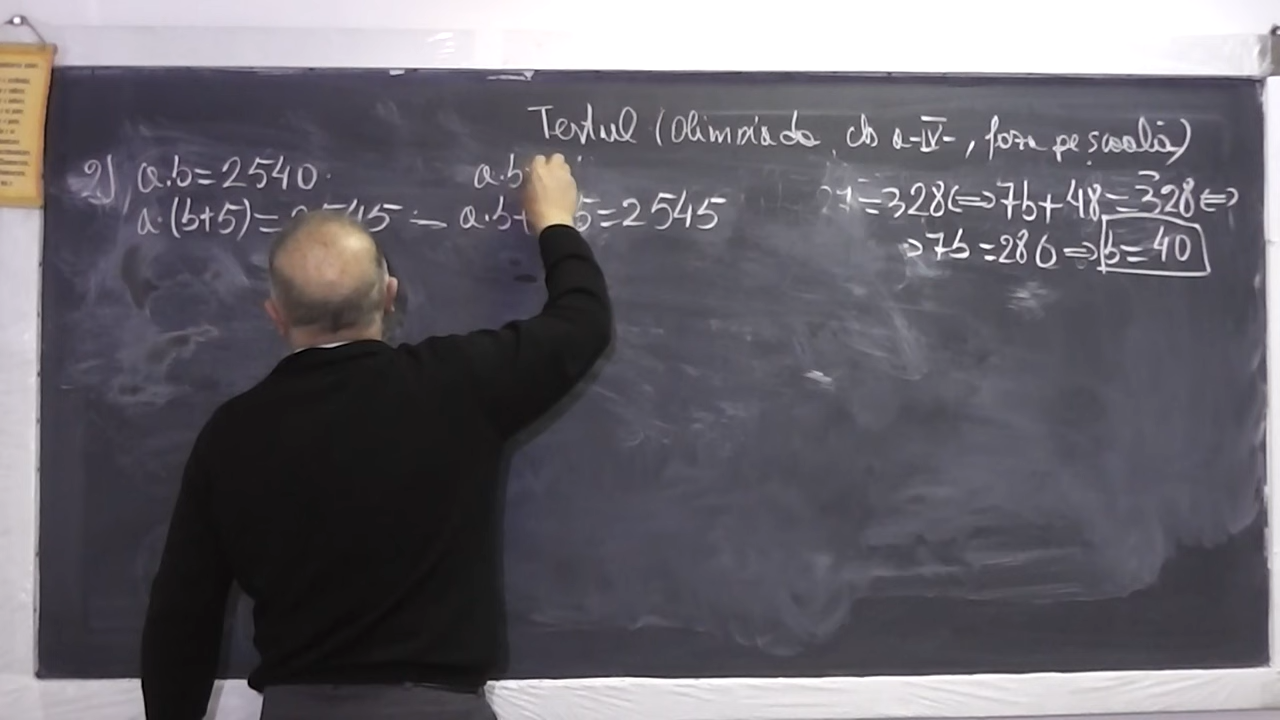 Testul (Olimpiada, cls a-IV-, faza pe școală)
2) a.b=2540
a.b
=328⇔7b+48=328⇔
a.(b+5)=2545
a.b+ 5=2545
⇒7b=280⇒b=40